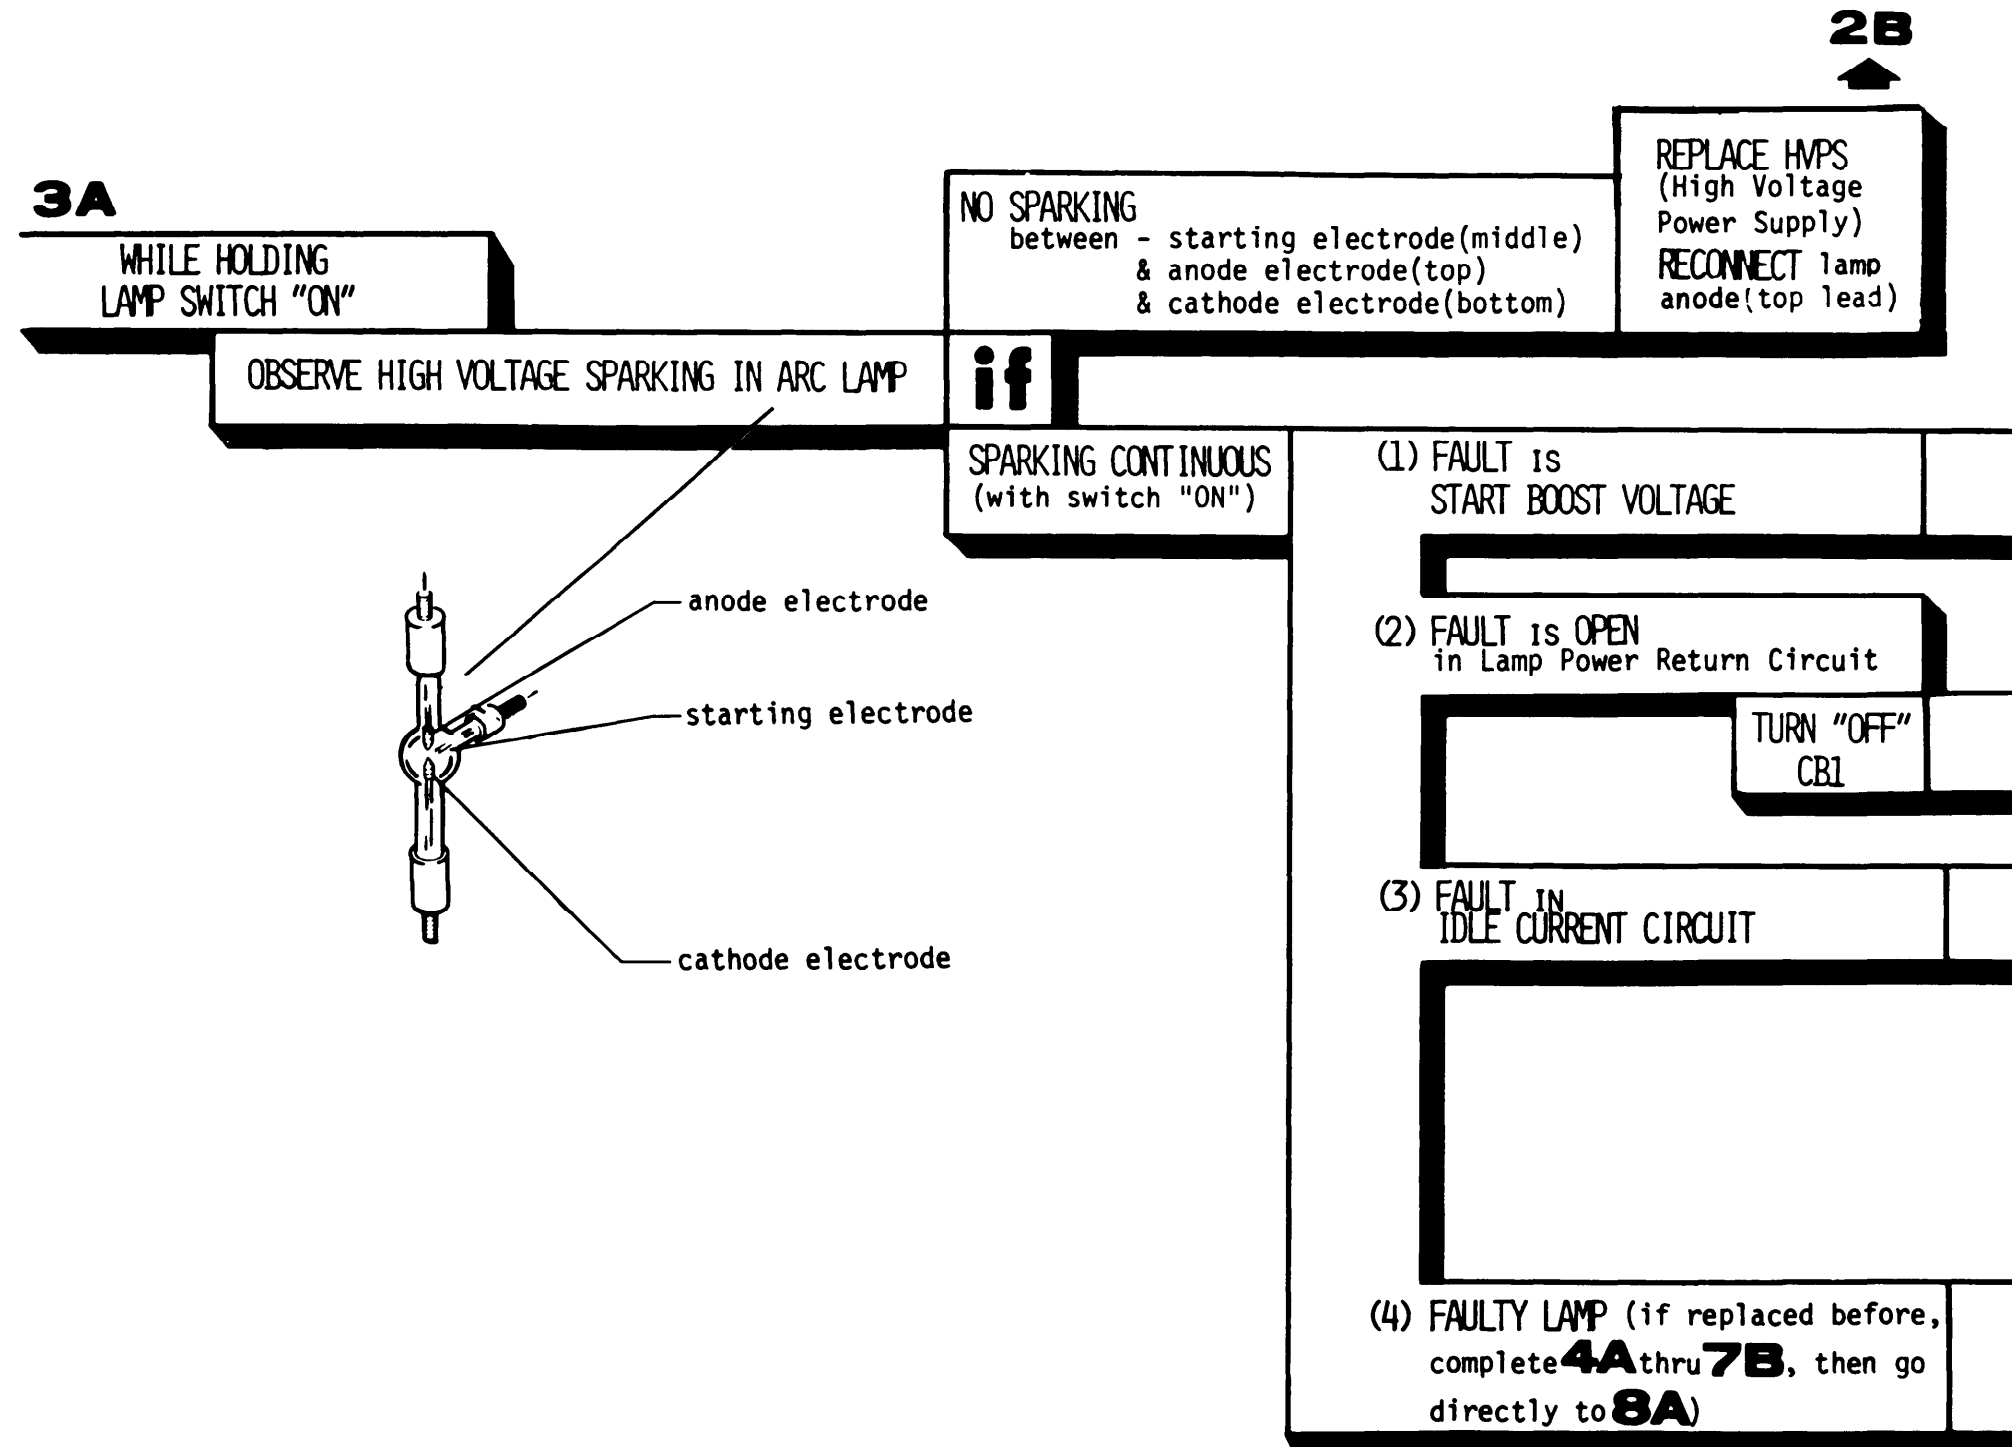 2B
REPLACE HVPS
(High Voltage
Power Supply)
RECONNECT lamp
anode(top lead)
3A
WHILE HOLDING
LAMP SWITCH "ON"
NO SPARKING
between - starting electrode(middle)
& anode electrode(top)
& cathode electrode(bottom)
OBSERVE HIGH VOLTAGE SPARKING IN ARC LAMP
if
SPARKING CONTINUOUS
(with switch "ON")
(1) FAULT IS
START BOOST VOLTAGE
anode electrode
starting electrode
cathode electrode
(2) FAULT IS OPEN
in Lamp Power Return Circuit
TURN "OFF"
CB1
(3) FAULT IN
IDLE CURRENT CIRCUIT
(4) FAULTY LAMP (if replaced before,
complete 4A thru 7B, then go
directly to 8A)